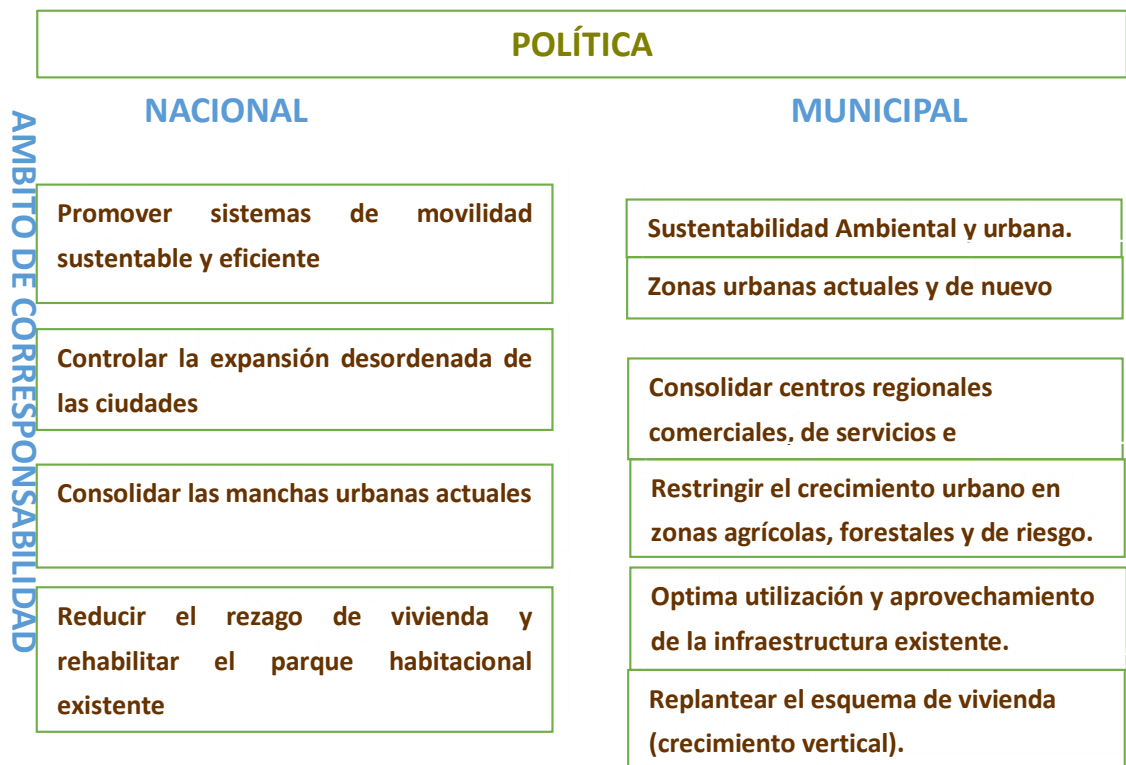 POLÍTICA
NACIONAL
MUNICIPAL
AMBITO DE CORRESPONSABILIDAD
Promover sistemas de movilidad
sustentable y eficiente
Controlar la expansión desordenada de
las ciudades
Consolidar las manchas urbanas actuales
Reducir el rezago de vivienda y
rehabilitar el parque habitacional
existente
Sustentabilidad Ambiental y urbana.
Zonas urbanas actuales y de nuevo
Consolidar centros regionales
comerciales, de servicios e
Restringir el crecimiento urbano en
zonas agrícolas, forestales y de riesgo.
Optima utilización y aprovechamiento
de la infraestructura existente.
Replantear el esquema de vivienda
(crecimiento vertical).